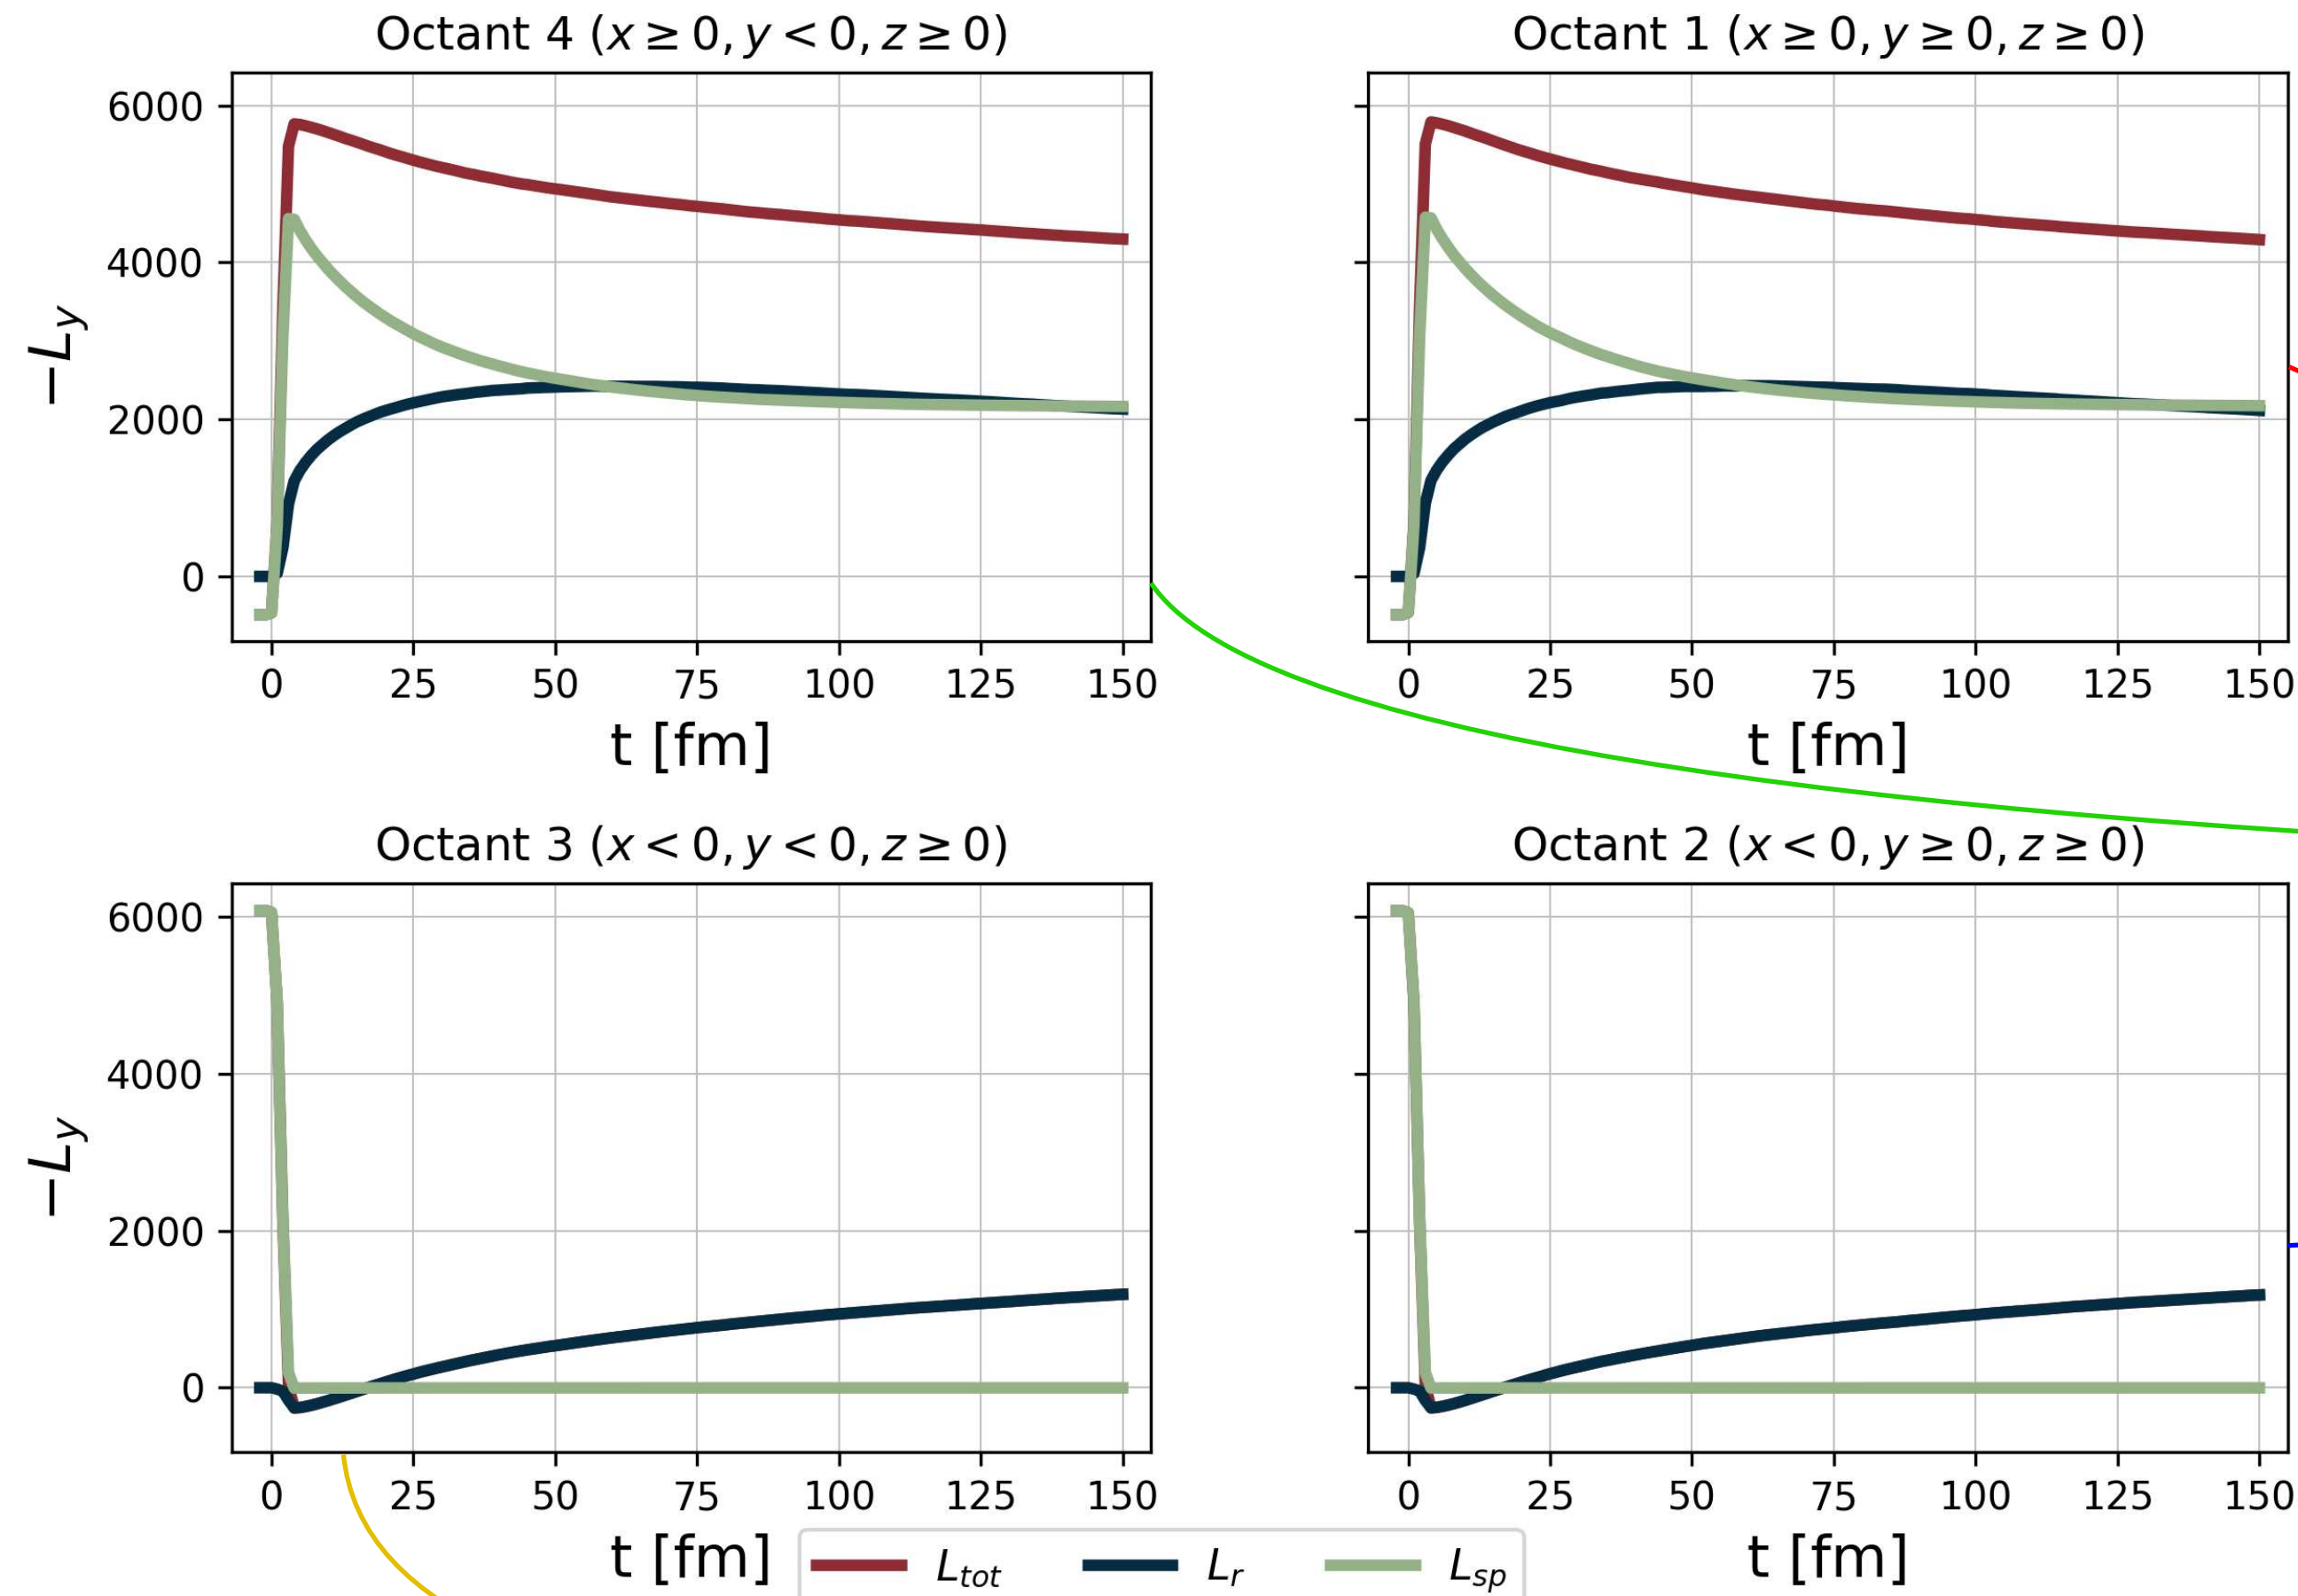 Octant 4 (x ≥ 0, y < 0, z ≥ 0)
6000
4000
2000
0
−L_y
0 25 50 75 100 125 150
t [fm]
Octant 1 (x ≥ 0, y ≥ 0, z ≥ 0)
0 25 50 75 100 125 150
t [fm]
Octant 3 (x < 0, y < 0, z ≥ 0)
6000
4000
2000
0
−L_y
0 25 50 75 100 125 150
t [fm]
Octant 2 (x < 0, y ≥ 0, z ≥ 0)
0 25 50 75 100 125 150
t [fm]
L_tot L_r L_sp